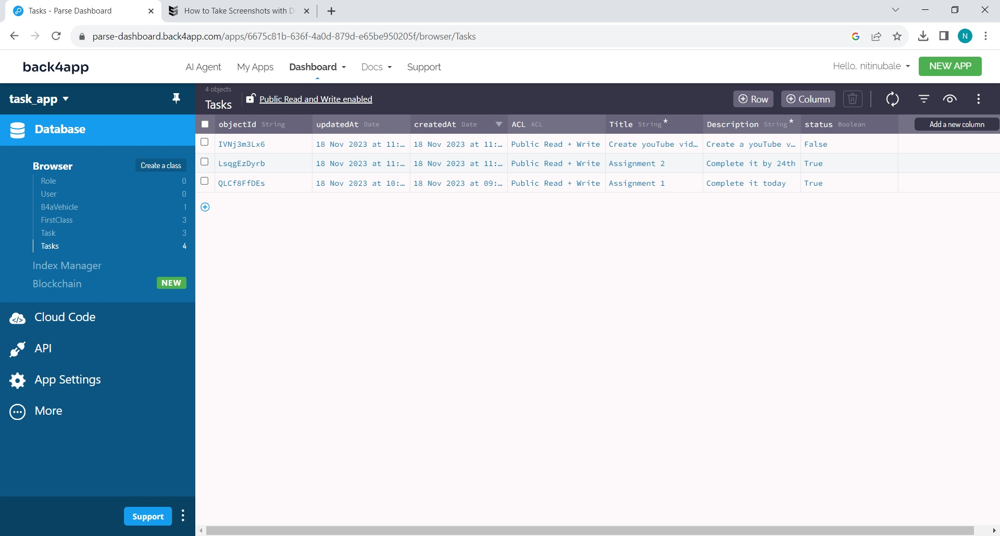 Tasks - Parse Dashboard
How to Take Screenshots with D
parse-dashboard.back4app.com/apps/6675c81b-636f-4a0d-879d-e65be950205f/browser/Tasks
N
back4app
AI Agent
My Apps
Dashboard
Docs
Support
Hello, nitinubale
NEW APP
task_app
4 objects
Tasks
Public Read and Write enabled
Row
Column
Database
objectId String
updatedAt Date
createdAt Date
ACL ACL
Title String*
Description String*
status Boolean
Add a new column
IVNj3m3Lx6 18 Nov 2023 at 11:… 18 Nov 2023 at 11:… Public Read + Write Create youTube vid… Create a youTube v… False
LsqgEzDyrb 18 Nov 2023 at 11:… 18 Nov 2023 at 11:… Public Read + Write Assignment 2 Complete it by 24th True
QLCf8FfDEs 18 Nov 2023 at 10:… 18 Nov 2023 at 09:… Public Read + Write Assignment 1 Complete it today True
Browser
Create a class
Role 0
User 0
B4aVehicle 1
FirstClass 3
Task 3
Tasks 4
Index Manager
Blockchain NEW
Cloud Code
API
App Settings
More
Support